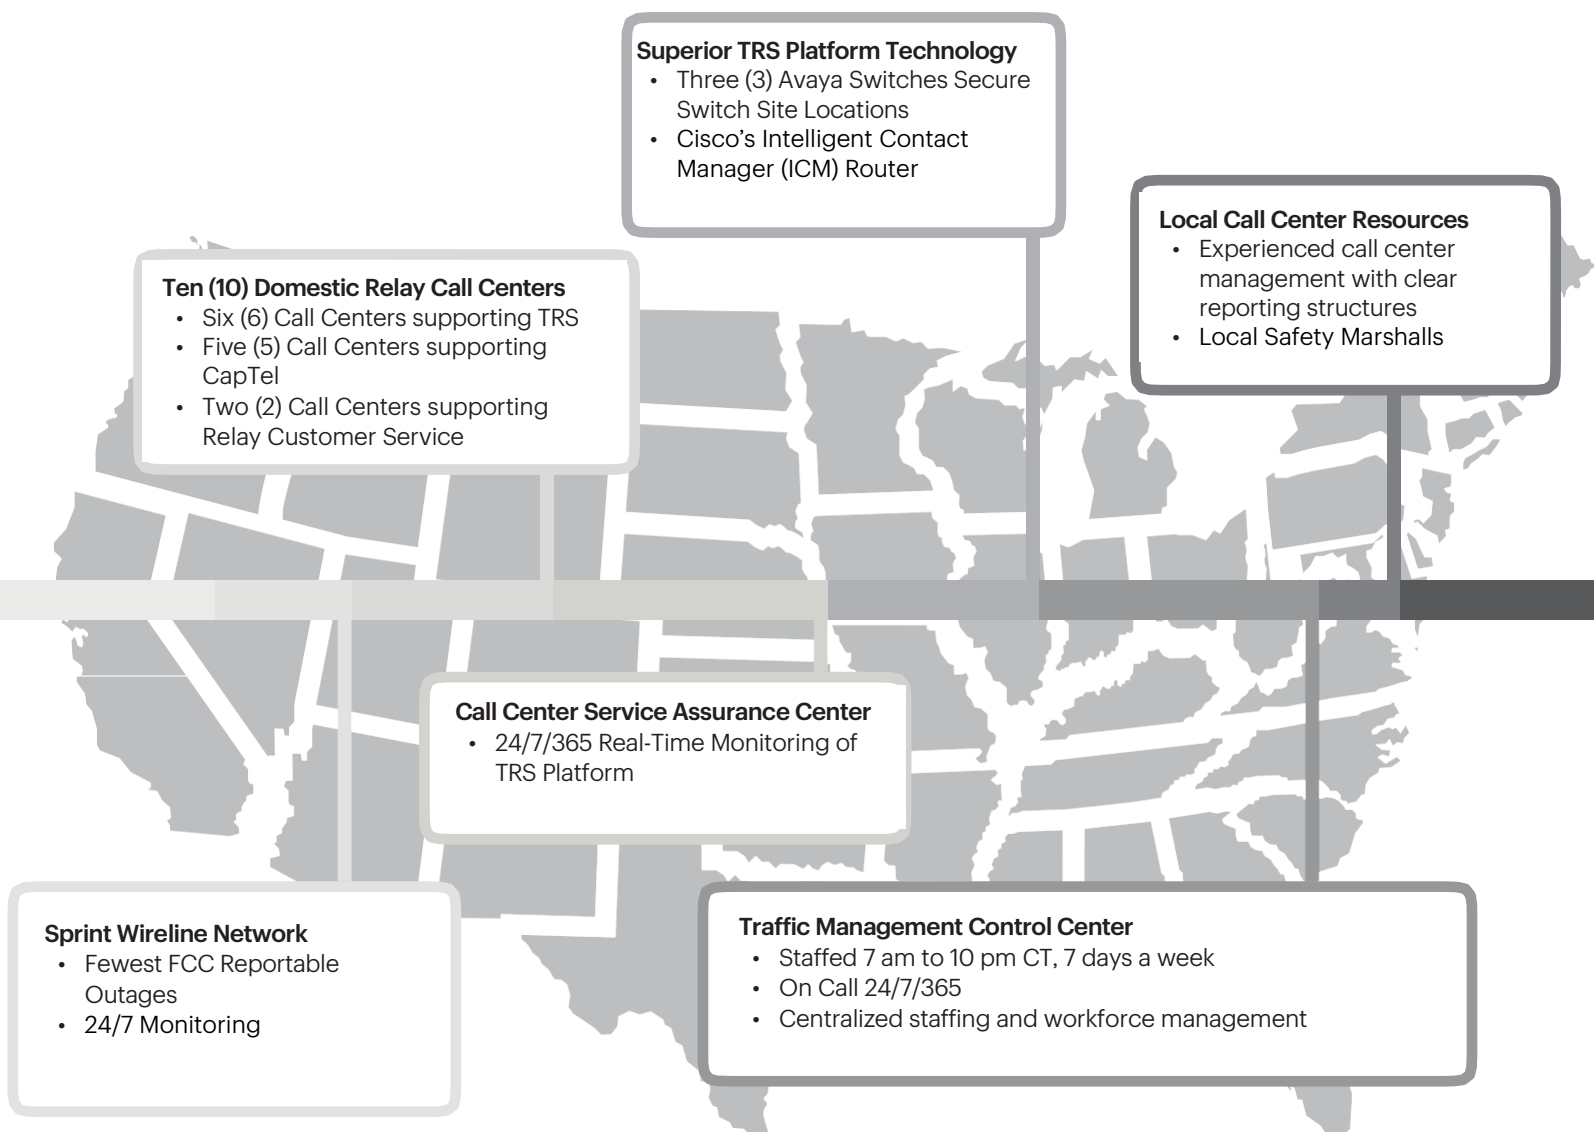 Superior TRS Platform Technology
• Three (3) Avaya Switches Secure
Switch Site Locations
• Cisco’s Intelligent Contact
Manager (ICM) Router
Local Call Center Resources
• Experienced call center
management with clear
reporting structures
• Local Safety Marshalls
Ten (10) Domestic Relay Call Centers
• Six (6) Call Centers supporting TRS
• Five (5) Call Centers supporting
CapTel
• Two (2) Call Centers supporting
Relay Customer Service
Call Center Service Assurance Center
• 24/7/365 Real-Time Monitoring of
TRS Platform
Sprint Wireline Network
• Fewest FCC Reportable
Outages
• 24/7 Monitoring
Traffic Management Control Center
• Staffed 7 am to 10 pm CT, 7 days a week
• On Call 24/7/365
• Centralized staffing and workforce management